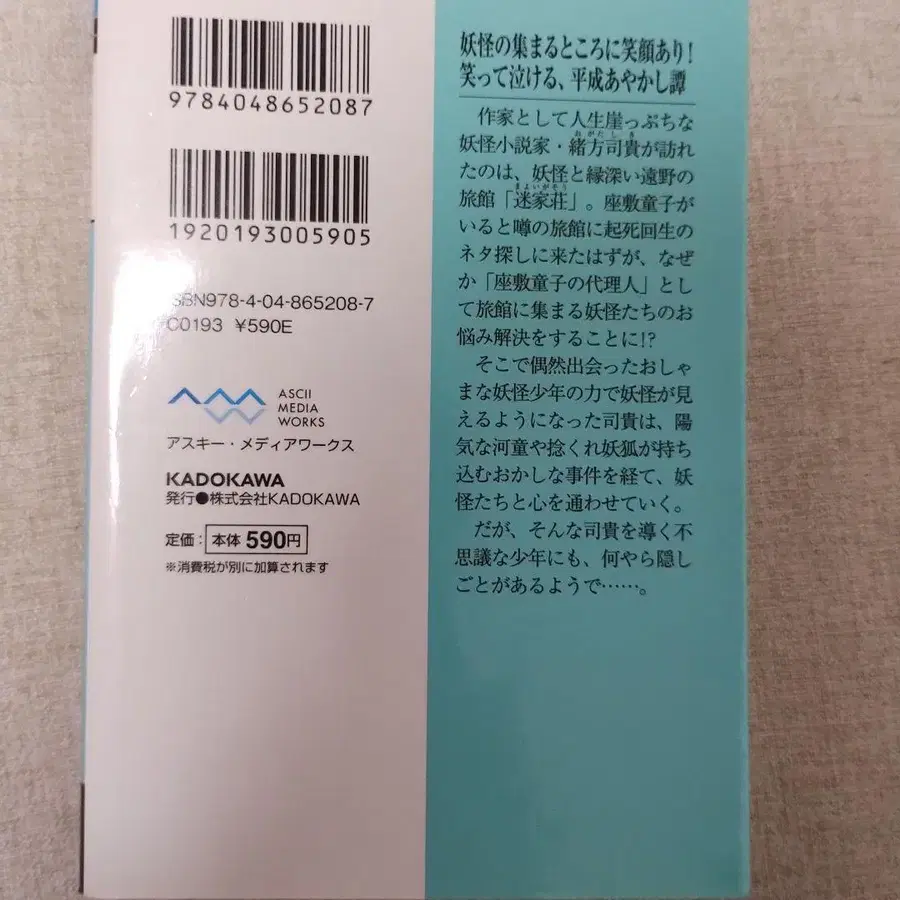 9784048652087
1920193005905
ISBN978-4-04-865208-7
C0193 ¥590E
ASCII
MEDIA
WORKS
アスキー・メディアワークス
KADOKAWA
発行●株式会社KADOKAWA
定価：本体590円
※消費税が別に加算されます
妖怪の集まるところに笑顔あり！
笑って泣ける、平成あやかし譚
作家として人生崖っぷちな
おがたしき
妖怪小説家・緒方司貴が訪れ
たのは、妖怪と縁深い遠野の
まよいがそう
旅館「迷家荘」。座敷童子が
いると噂の旅館に起死回生の
ネタ探しに来たはずが、なぜ
か「座敷童子の代理人」とし
て旅館に集まる妖怪たちのお
悩み解決をすることに!?
そこで偶然出会ったおしゃ
まな妖怪少年の力で妖怪が見
えるようになった司貴は、陽
気な河童や捻くれ妖狐が持ち
込むおかしな事件を経て、妖
怪たちと心を通わせていく。
だが、そんな司貴を導く不
思議な少年にも、何やら隠し
ごとがあるようで……。